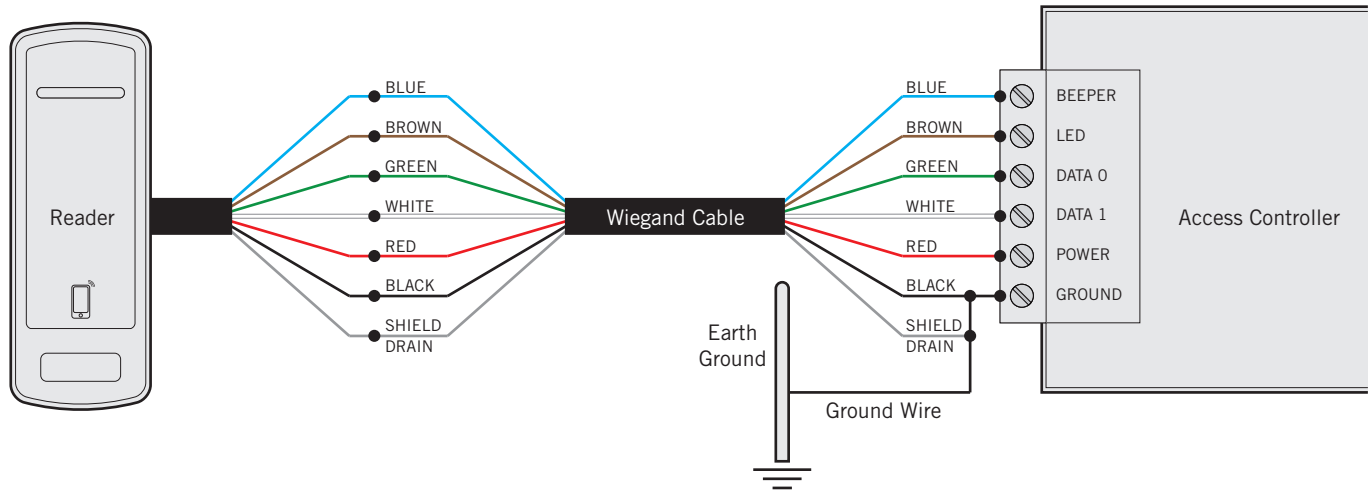 Reader
BLUE
BROWN
GREEN
WHITE
RED
BLACK
SHIELD
DRAIN
Wiegand Cable
BLUE
BROWN
GREEN
WHITE
RED
BLACK
SHIELD
DRAIN
Earth
Ground
Ground Wire
BEEPER
LED
DATA 0
DATA 1
POWER
GROUND
Access Controller